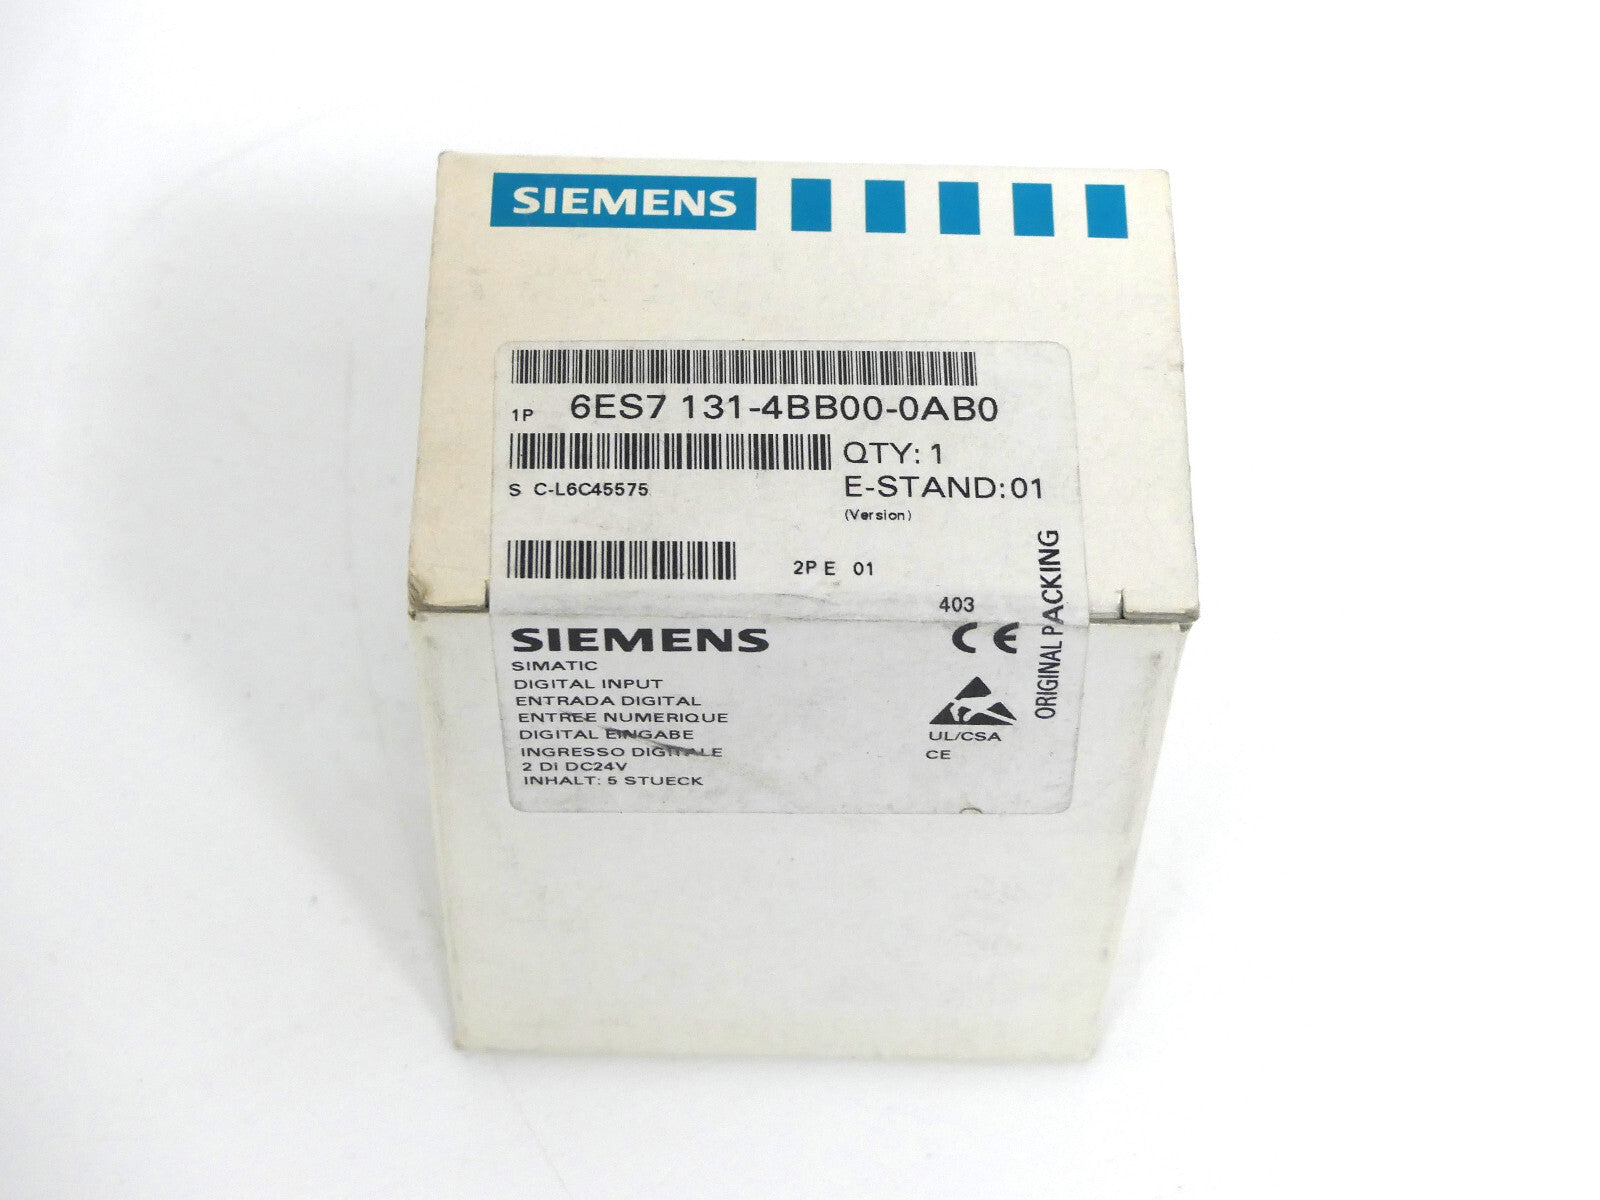 SIEMENS
1P 6ES7 131-4BB00-0AB0
QTY: 1
S C-L6C45575
E-STAND:01
(Version)
2P E 01
403
SIEMENS
CE
SIMATIC
DIGITAL INPUT
ENTRADA DIGITAL
ENTREE NUMERIQUE
DIGITAL EINGABE
INGRESSO DIGITALE
2 DI DC24V
INHALT: 5 STUECK
UL/CSA
CE
ORIGINAL PACKING